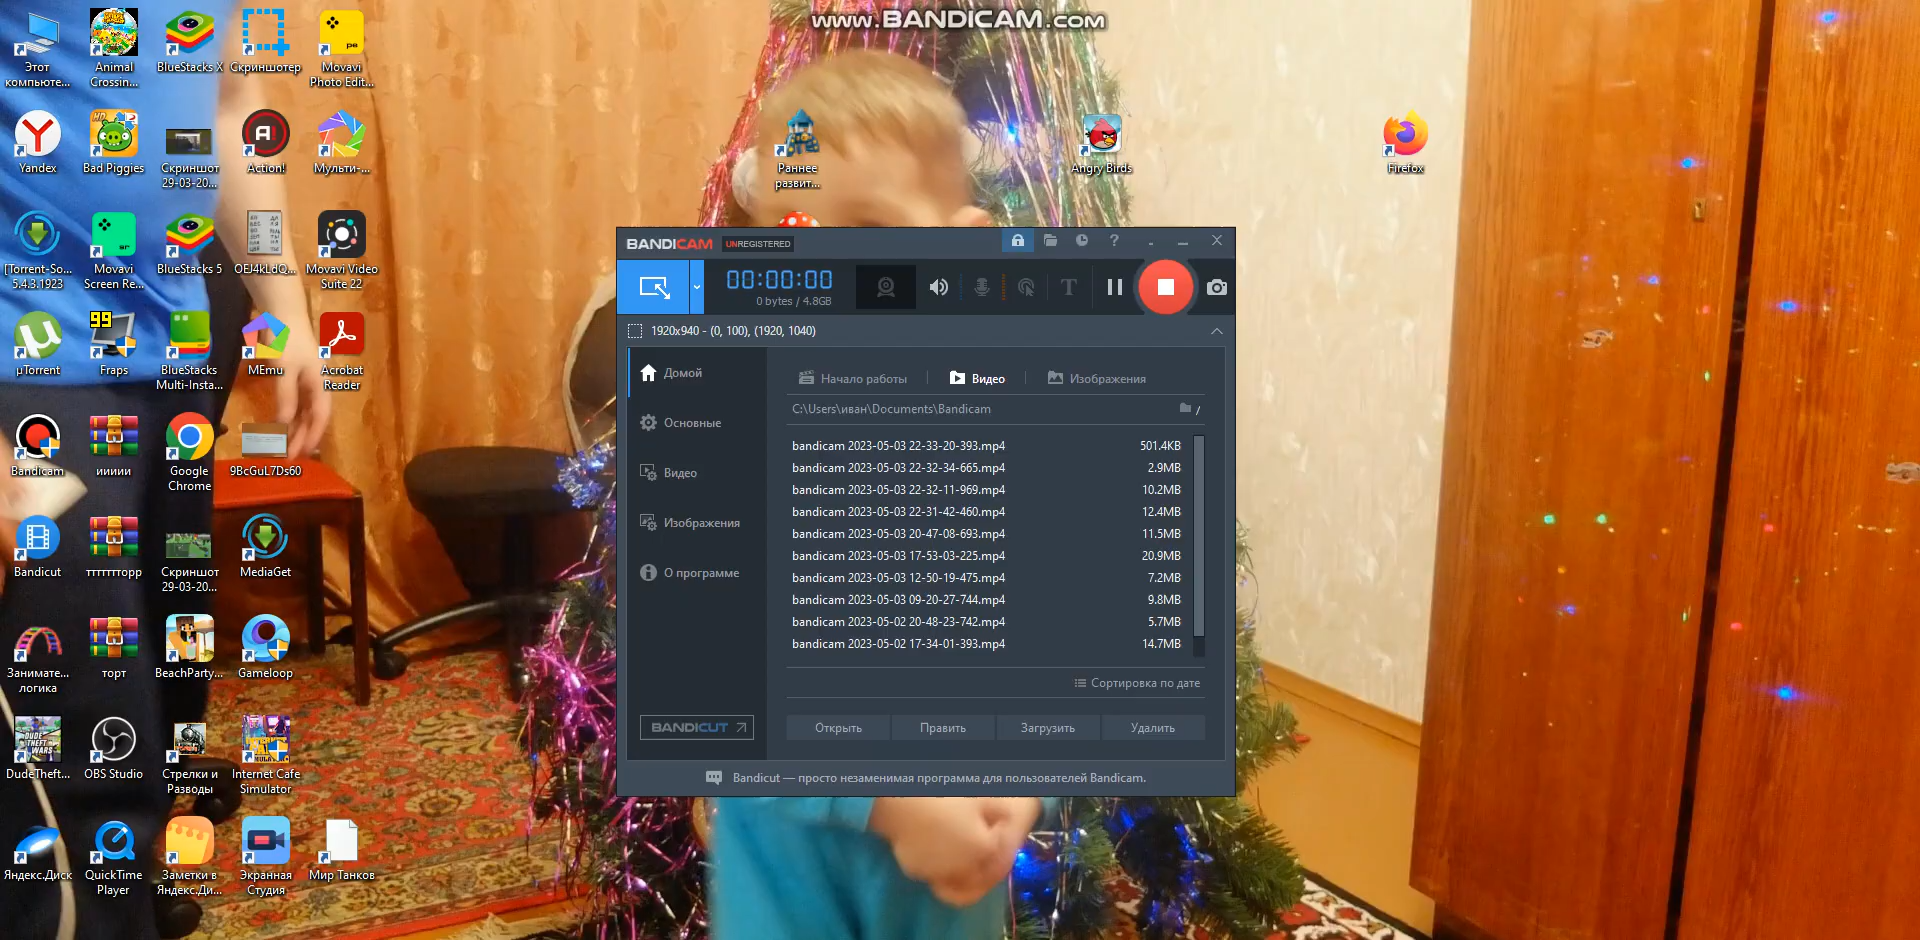 www.BANDICAM.com
Этот
компьюте...
Animal
Crossin...
BlueStacks X
Скриншотер
Movavi
Photo Edit...
Yandex
Bad Piggies
Скриншот
29-03-20...
Action!
Мульти-...
Раннее
развит...
Angry Birds
Firefox
[Torrent-So...
5.4.3.1923
Movavi
Screen Re...
BlueStacks 5
OEJ4kLdQ...
Movavi Video
Suite 22
µTorrent
99
Fraps
BlueStacks
Multi-Insta...
MEmu
Acrobat
Reader
Bandicam
иииии
Google
Chrome
9BcGuL7Ds60
Bandicut
тттттторр
Скриншот
29-03-20...
MediaGet
Занимате...
логика
торт
BeachParty...
Gameloop
DudeTheft...
OBS Studio
Стрелки и
Разводы
Internet Cafe
Simulator
Яндекс.Диск
QuickTime
Player
Заметки в
Яндекс.Ди...
Экранная
Студия
Мир Танков
BANDICAM UNREGISTERED
00:00:00
0 bytes / 4.8GB
1920x940 - (0, 100), (1920, 1040)
Домой
Основные
Видео
Изображения
О программе
BANDICUT
Начало работы
Видео
Изображения
C:\Users\иван\Documents\Bandicam
bandicam 2023-05-03 22-33-20-393.mp4 501.4KB
bandicam 2023-05-03 22-32-34-665.mp4 2.9MB
bandicam 2023-05-03 22-32-11-969.mp4 10.2MB
bandicam 2023-05-03 22-31-42-460.mp4 12.4MB
bandicam 2023-05-03 20-47-08-693.mp4 11.5MB
bandicam 2023-05-03 17-53-03-225.mp4 20.9MB
bandicam 2023-05-03 12-50-19-475.mp4 7.2MB
bandicam 2023-05-03 09-20-27-744.mp4 9.8MB
bandicam 2023-05-02 20-48-23-742.mp4 5.7MB
bandicam 2023-05-02 17-34-01-393.mp4 14.7MB
Сортировка по дате
Открыть
Править
Загрузить
Удалить
Bandicut — просто незаменимая программа для пользователей Bandicam.